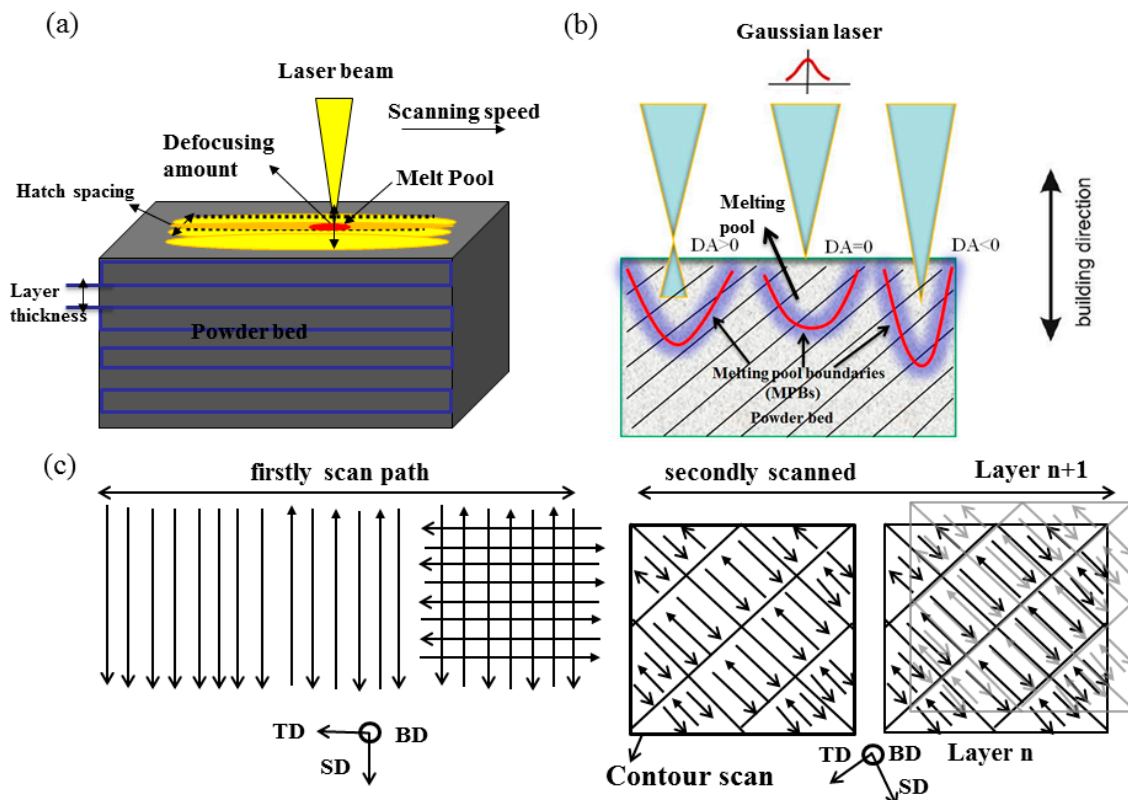 (a)
Laser beam
Scanning speed
Defocusing
amount
Melt Pool
Hatch spacing
Layer
thickness
Powder bed
(b)
Gaussian laser
Melting
pool
DA>0
DA=0
DA<0
building direction
Melting pool boundaries
(MPBs)
Powder bed
(c)
firstly scan path
TD
BD
SD
secondly scanned
Layer n+1
Contour scan
TD
BD
SD
Layer n